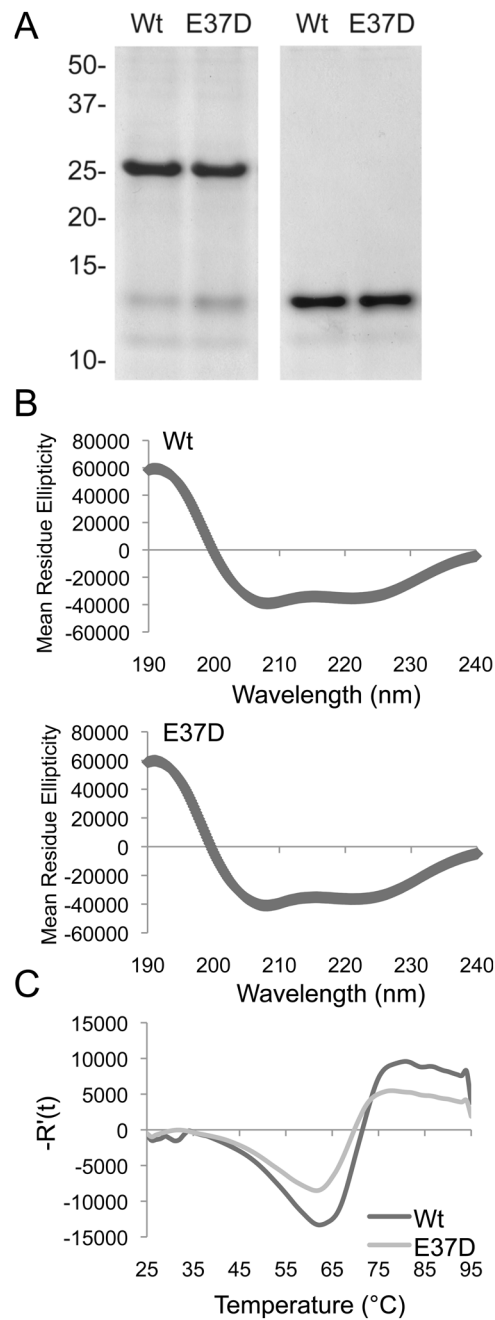 A
Wt E37D Wt E37D
50-
37-
25-
20-
15-
10-
B
Mean Residue Ellipticity
80000
60000
40000
20000
0
-20000
-40000
-60000
Wt
190 200 210 220 230 240
Wavelength (nm)
Mean Residue Ellipticity
80000
60000
40000
20000
0
-20000
-40000
-60000
E37D
190 200 210 220 230 240
Wavelength (nm)
C
-R'(t)
15000
10000
5000
0
-5000
-10000
-15000
Wt
E37D
25 35 45 55 65 75 85 95
Temperature (°C)